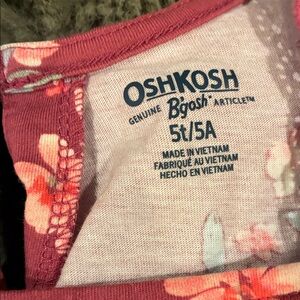 OSHKOSH
GENUINE B'gosh ARTICLE™
5t/5A
MADE IN VIETNAM
FABRIQUÉ AU VIETNAM
HECHO EN VIETNAM